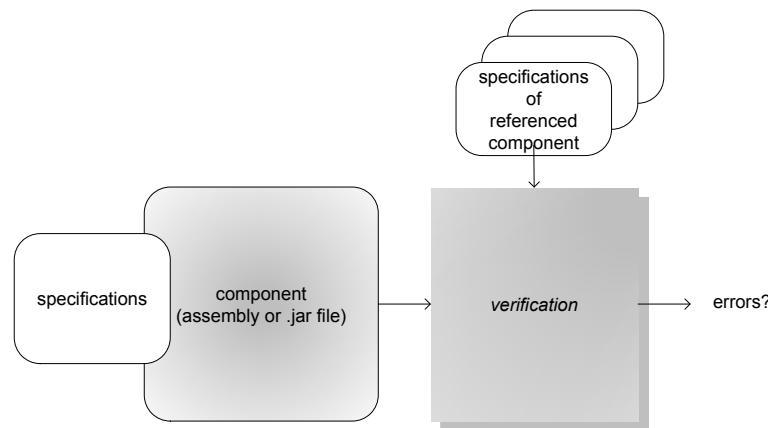 specifications
of
referenced
component
specifications
component
(assembly or .jar file)
verification
errors?